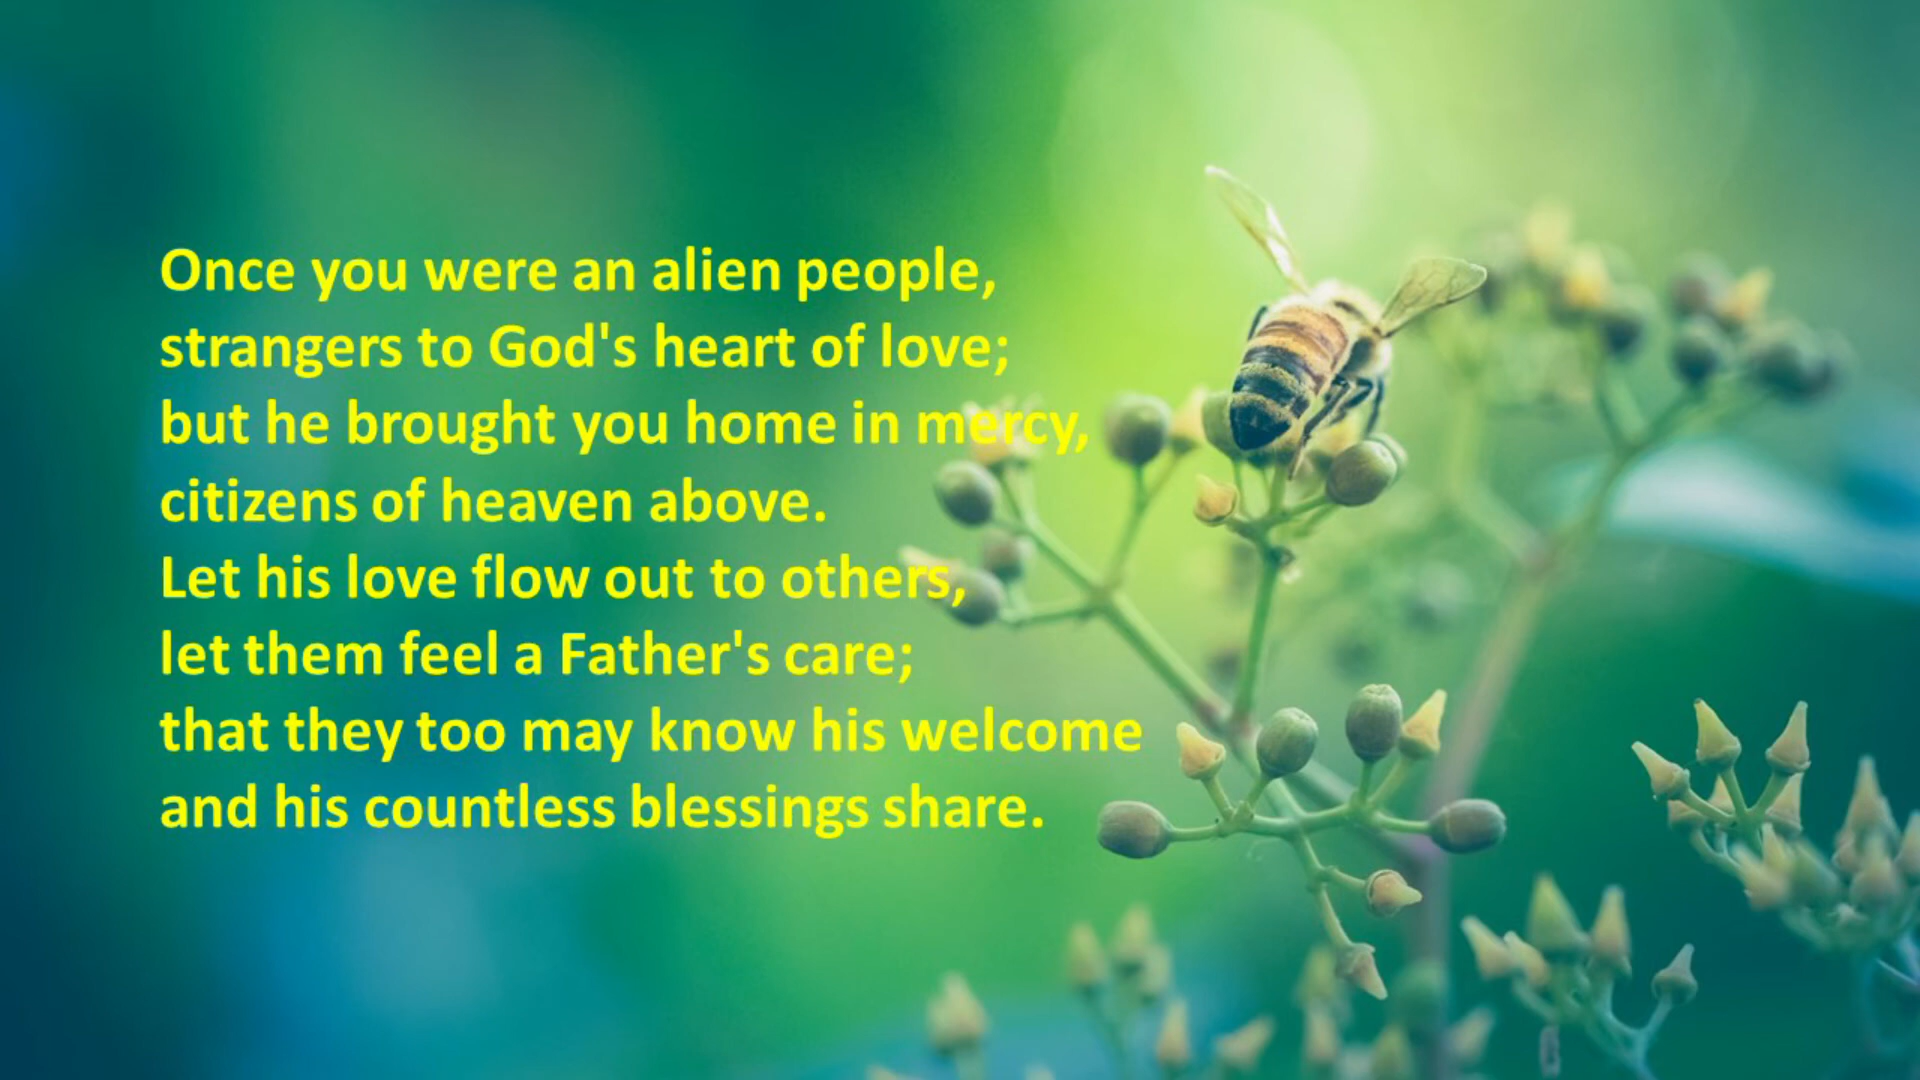 Once you were an alien people,
strangers to God's heart of love;
but he brought you home in mercy,
citizens of heaven above.
Let his love flow out to others,
let them feel a Father's care;
that they too may know his welcome
and his countless blessings share.